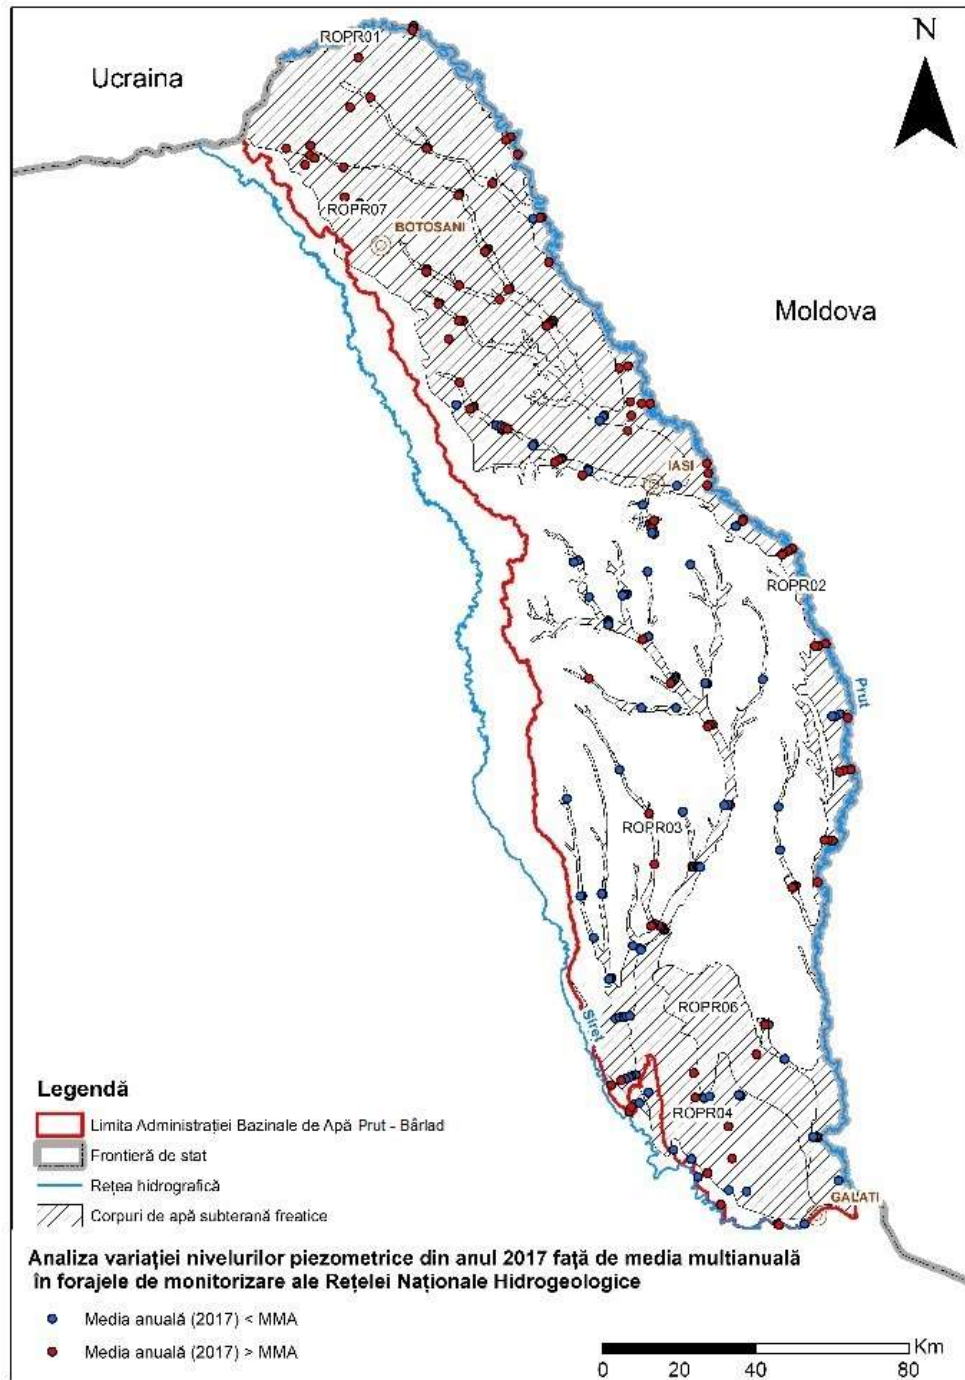 ROPR01
N
Ucraina
ROPR07
BOTOSANI
Moldova
IASI
ROPR02
Prut
ROPR03
ROPR06
Siret
ROPR04
GALATI
Legendă
Limita Administrației Bazinale de Apă Prut - Bârlad
Frontieră de stat
Rețea hidrografică
Corpuri de apă subterană freatice
Analiza variației nivelurilor piezometrice din anul 2017 față de media multianuală
în forajele de monitorizare ale Rețelei Naționale Hidrogeologice
Media anuală (2017) < MMA
Media anuală (2017) > MMA
Km
0 20 40 80